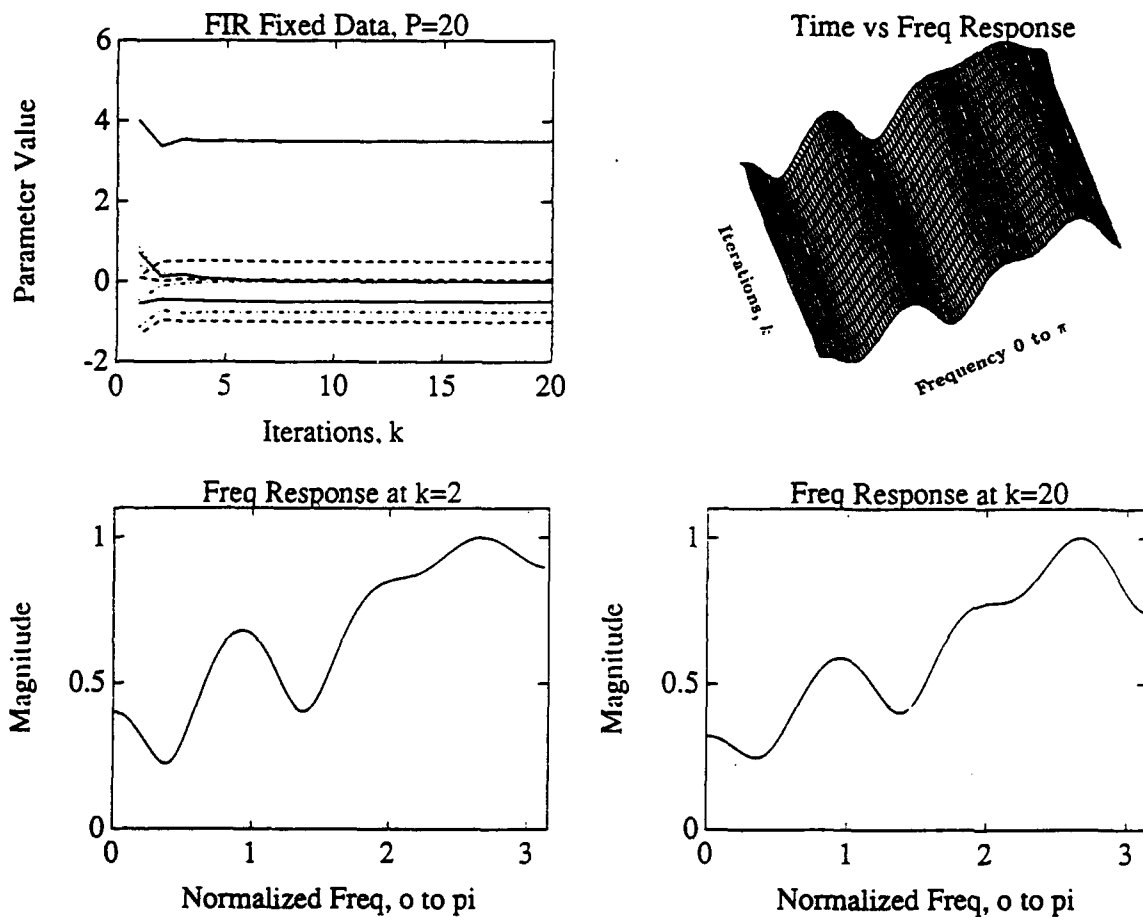 FIR Fixed Data, P=20
6
4
2
0
-2
Parameter Value
0
5
10
15
20
Iterations, k
Time vs Freq Response
Iterations, k
Frequency 0 to π
Freq Response at k=2
1
0.5
0
Magnitude
0
1
2
3
Normalized Freq, o to pi
Freq Response at k=20
1
0.5
0
Magnitude
0
1
2
3
Normalized Freq, o to pi